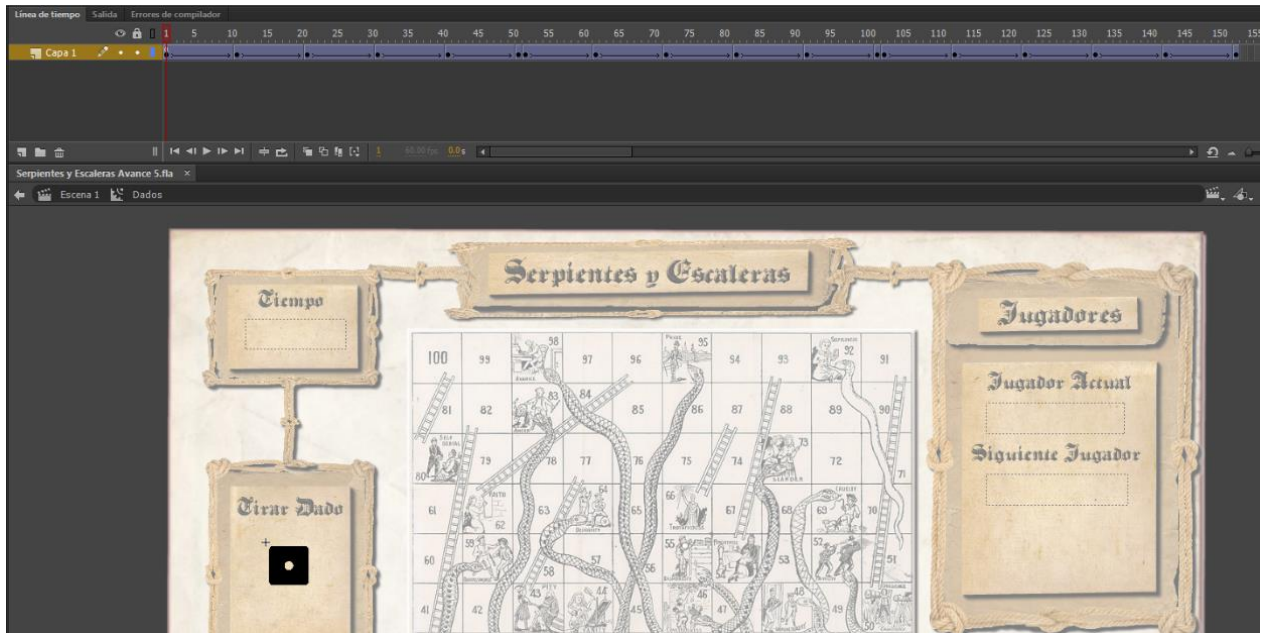 Línea de tiempo Salida Errores de compilador
1 5 10 15 20 25 30 35 40 45 50 55 60 65 70 75 80 85 90 95 100 105 110 115 120 125 130 135 140 145 150 155
Capa 1
1 0.0 s
Serpientes y Escaleras Avance 5.fla ×
Escena 1 Dados
Serpientes y Escaleras
Tiempo
Jugadores
100 99 98 97 96 95 94 93 92 91
Jugador Actual
81 82 83 84 85 86 87 88 89 90
Siguiente Jugador
80 79 78 77 76 75 74 73 72 71
Tirar Dado
61 62 63 64 65 66 67 68 69 70
60 59 58 57 56 55 54 53 52 51
41 42 43 44 45 46 47 48 49 50